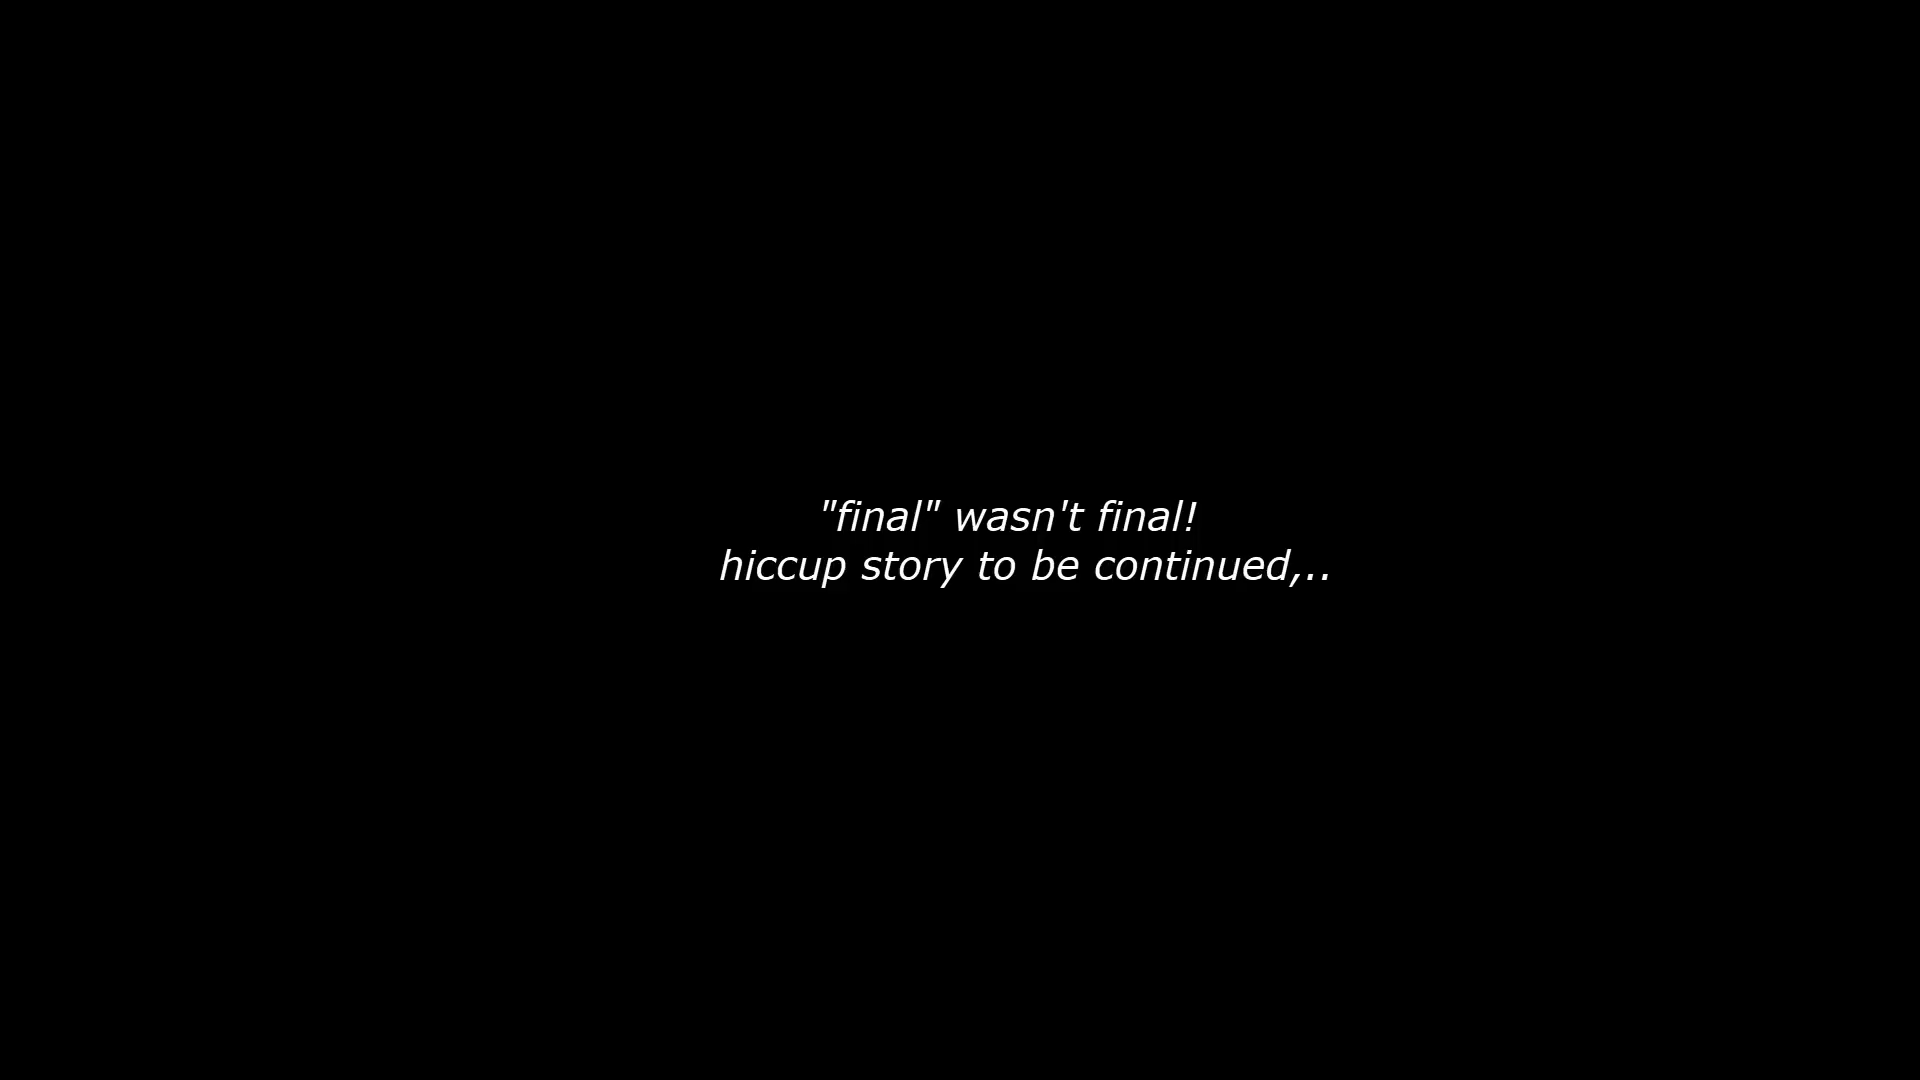 "final" wasn't final!
hiccup story to be continued,..